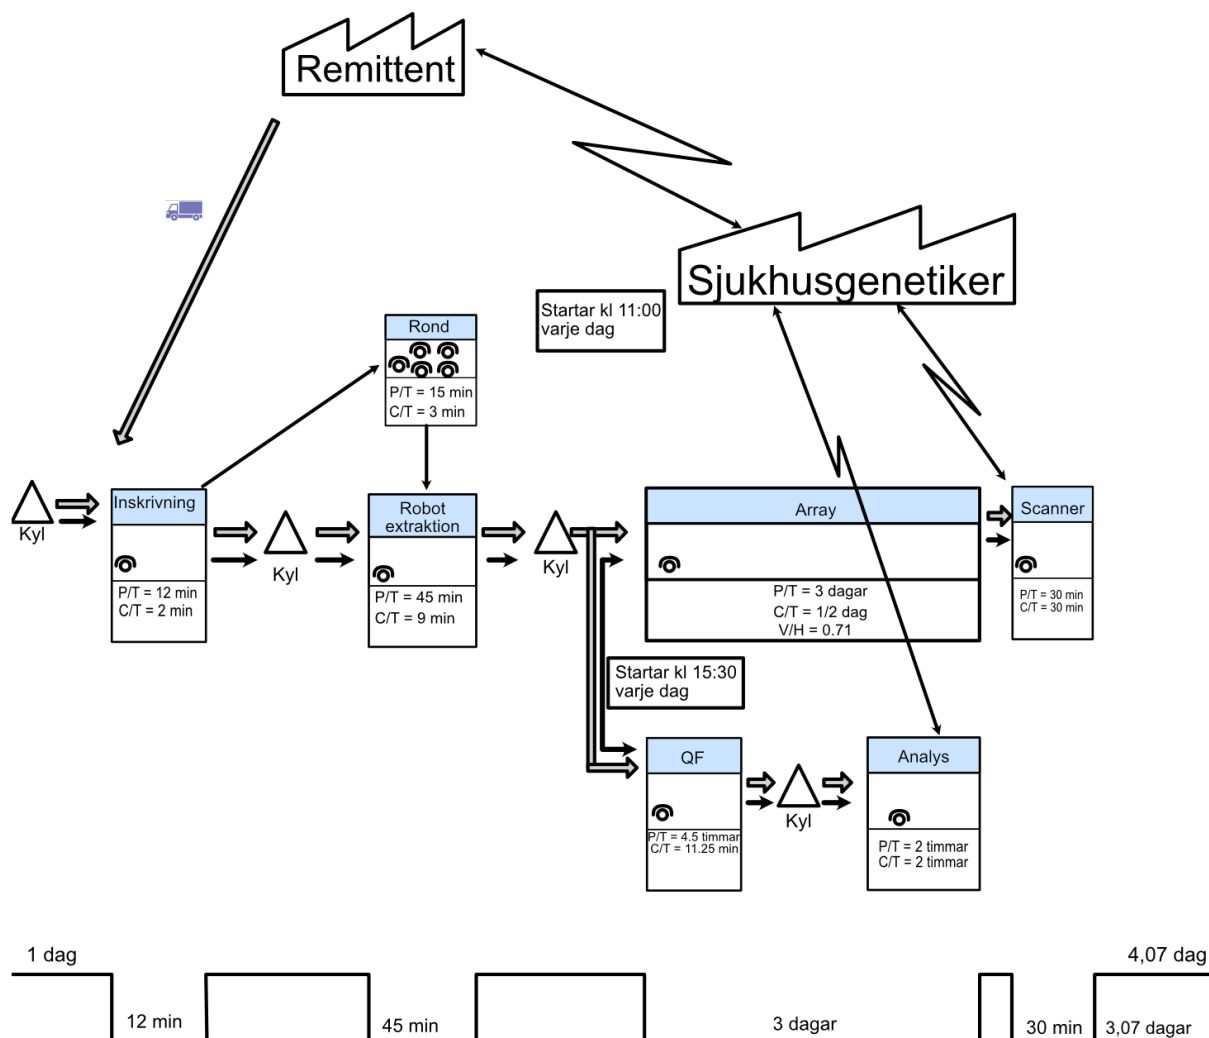 Remittent
Sjukhusgenetiker
Startar kl 11:00
varje dag
Rond
P/T = 15 min
C/T = 3 min
Kyl
Inskrivning
P/T = 12 min
C/T = 2 min
Kyl
Robot
extraktion
P/T = 45 min
C/T = 9 min
Kyl
Array
P/T = 3 dagar
C/T = 1/2 dag
V/H = 0.71
Scanner
P/T = 30 min
C/T = 30 min
Startar kl 15:30
varje dag
QF
P/T = 4.5 timmar
C/T = 11.25 min
Kyl
Analys
P/T = 2 timmar
C/T = 2 timmar
1 dag
4,07 dag
12 min
45 min
3 dagar
30 min
3,07 dagar